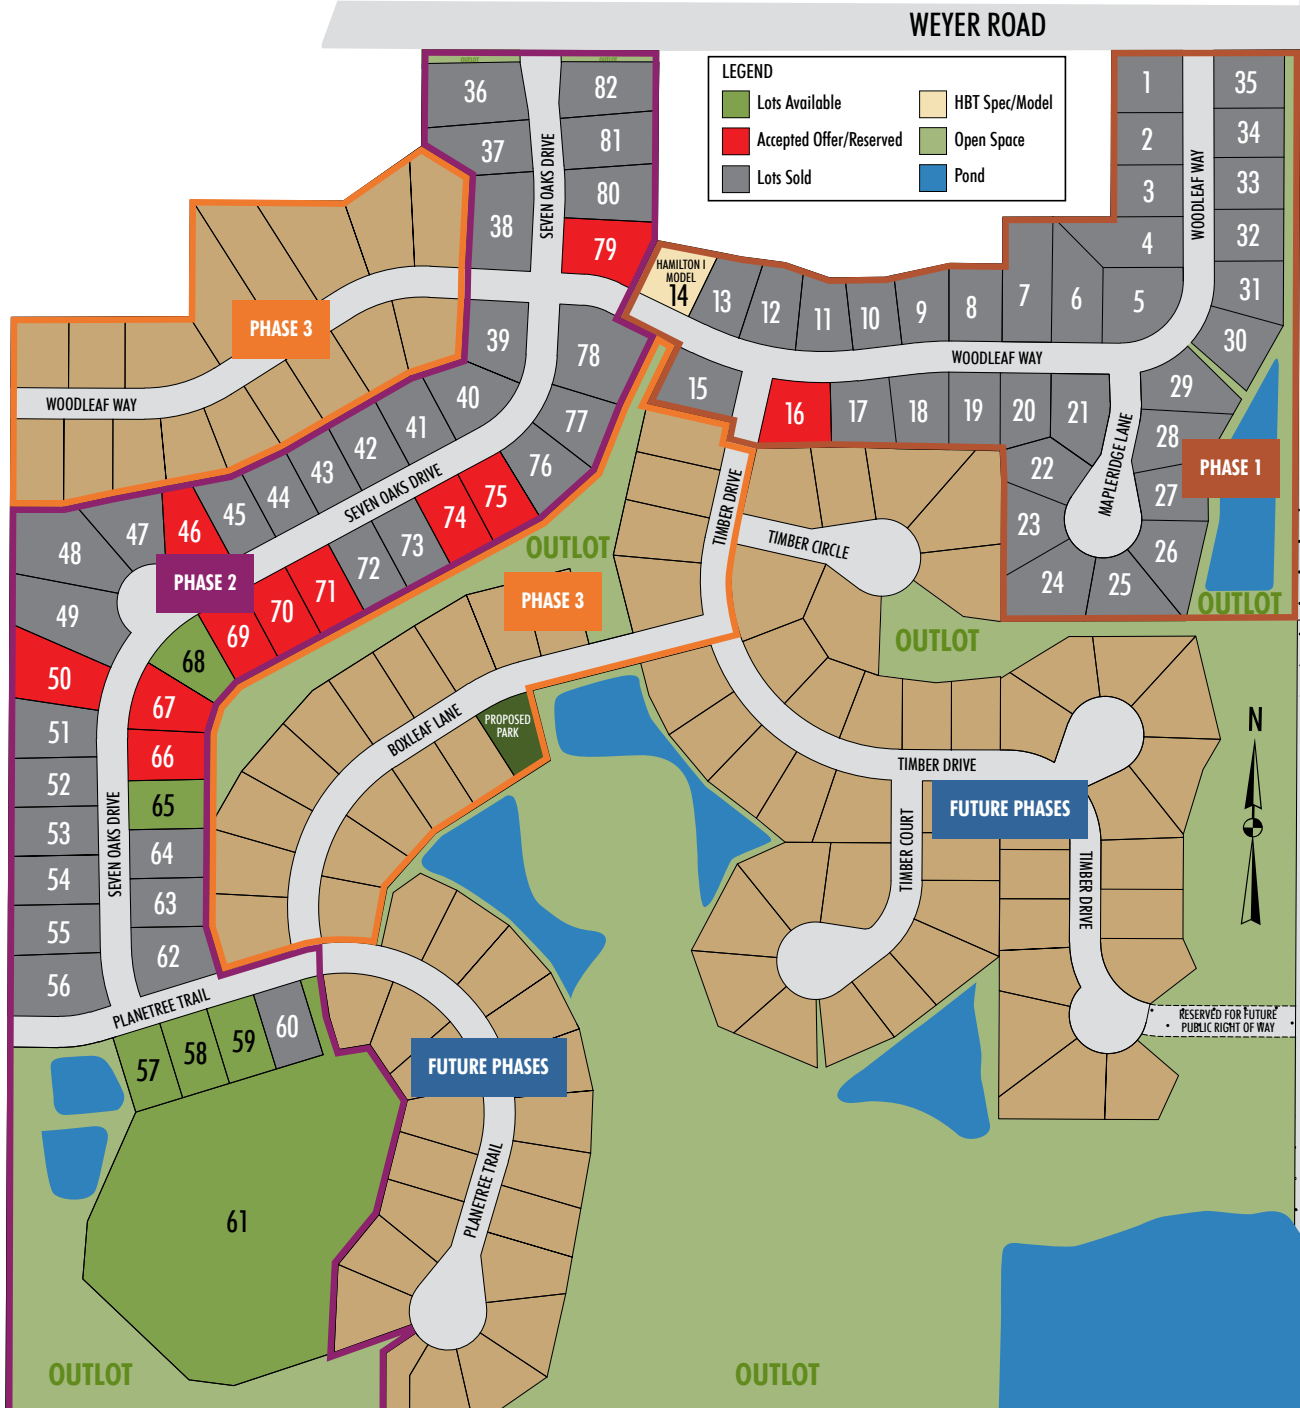 WEYER ROAD
OUTLOT
OUTLOT
LEGEND
Lots Available
Accepted Offer/Reserved
Lots Sold
HBT Spec/Model
Open Space
Pond
36
37
38
82
81
80
79
SEVEN OAKS DRIVE
1
2
3
4
5
6
7
8
9
10
11
12
13
HAMILTON I
MODEL
14
35
34
33
32
31
30
WOODLEAF WAY
WOODLEAF WAY
PHASE 3
WOODLEAF WAY
39
40
41
42
43
44
45
46
47
48
49
50
51
52
53
54
55
56
78
77
76
75
74
73
72
71
70
69
68
67
66
65
64
63
62
SEVEN OAKS DRIVE
PHASE 2
SEVEN OAKS DRIVE
15
16
17
18
19
20
21
22
23
24
25
26
27
28
29
MAPLERIDGE LANE
PHASE 1
OUTLOT
TIMBER DRIVE
TIMBER CIRCLE
OUTLOT
PHASE 3
OUTLOT
BOXLEAF LANE
PROPOSED
PARK
N
TIMBER DRIVE
FUTURE PHASES
TIMBER COURT
TIMBER DRIVE
RESERVED FOR FUTURE
PUBLIC RIGHT OF WAY
PLANETREE TRAIL
57
58
59
60
61
FUTURE PHASES
PLANETREE TRAIL
OUTLOT
OUTLOT